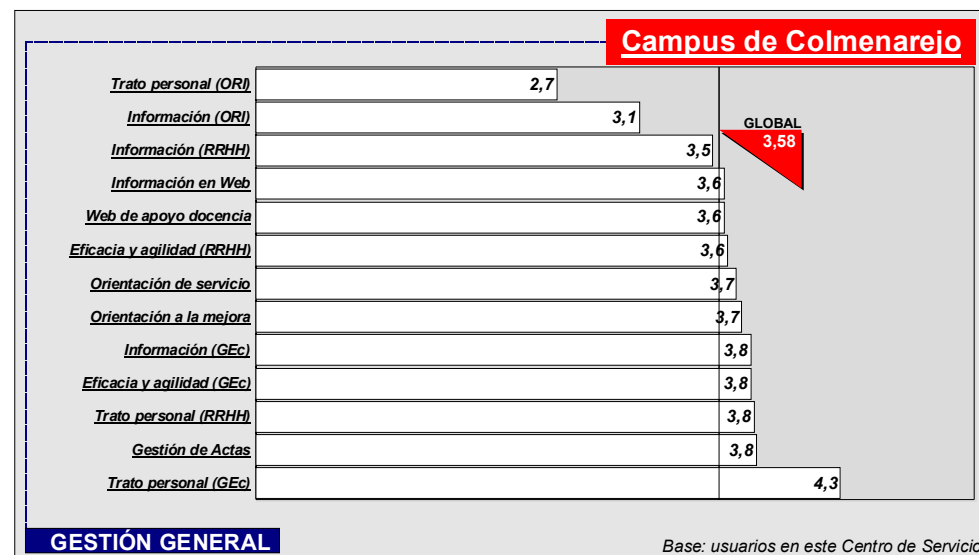 Campus de Colmenarejo
Trato personal (ORI) 2,7
Información (ORI) 3,1
GLOBAL
3,58
Información (RRHH) 3,5
Información en Web 3,6
Web de apoyo docencia 3,6
Eficacia y agilidad (RRHH) 3,6
Orientación de servicio 3,7
Orientación a la mejora 3,7
Información (GEc) 3,8
Eficacia y agilidad (GEc) 3,8
Trato personal (RRHH) 3,8
Gestión de Actas 3,8
Trato personal (GEc) 4,3
GESTIÓN GENERAL
Base: usuarios en este Centro de Servicio